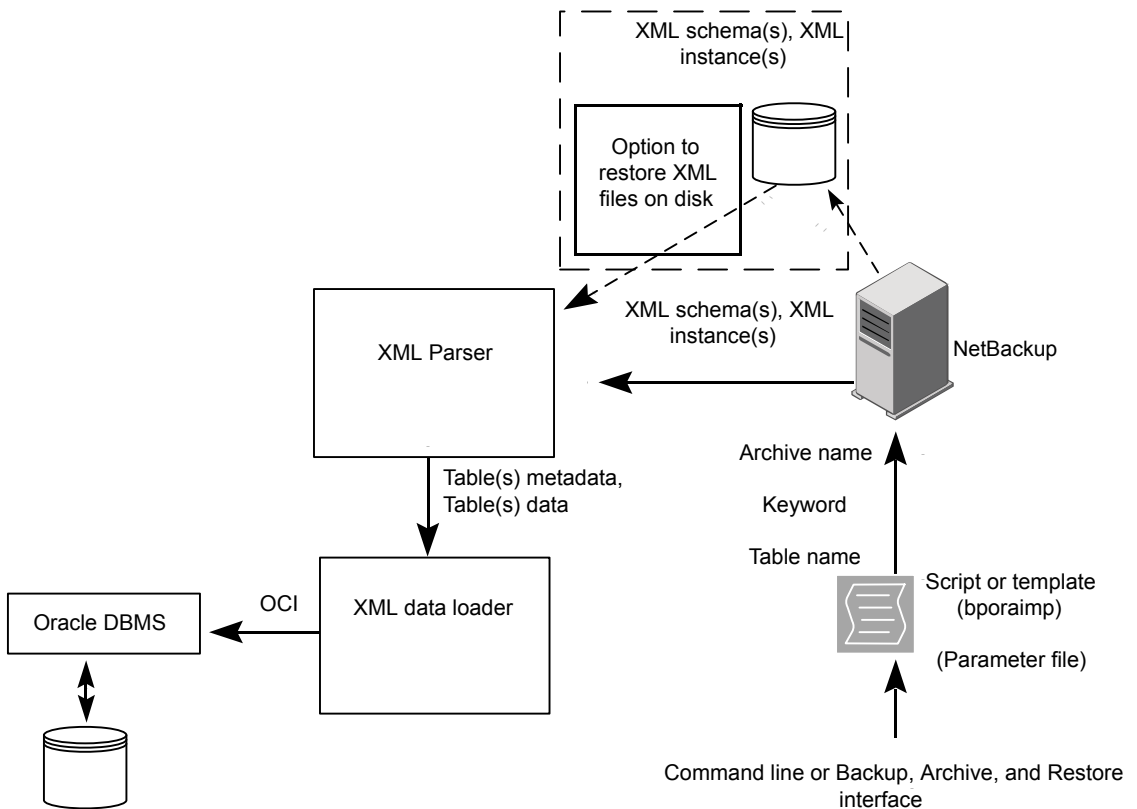 XML schema(s), XML
instance(s)
Option to
restore XML
files on disk
XML schema(s), XML
instance(s)
XML Parser
NetBackup
Archive name
Table(s) metadata,
Table(s) data
Keyword
Table name
Script or template
(bporaimp)
(Parameter file)
OCI
XML data loader
Oracle DBMS
Command line or Backup, Archive, and Restore
interface